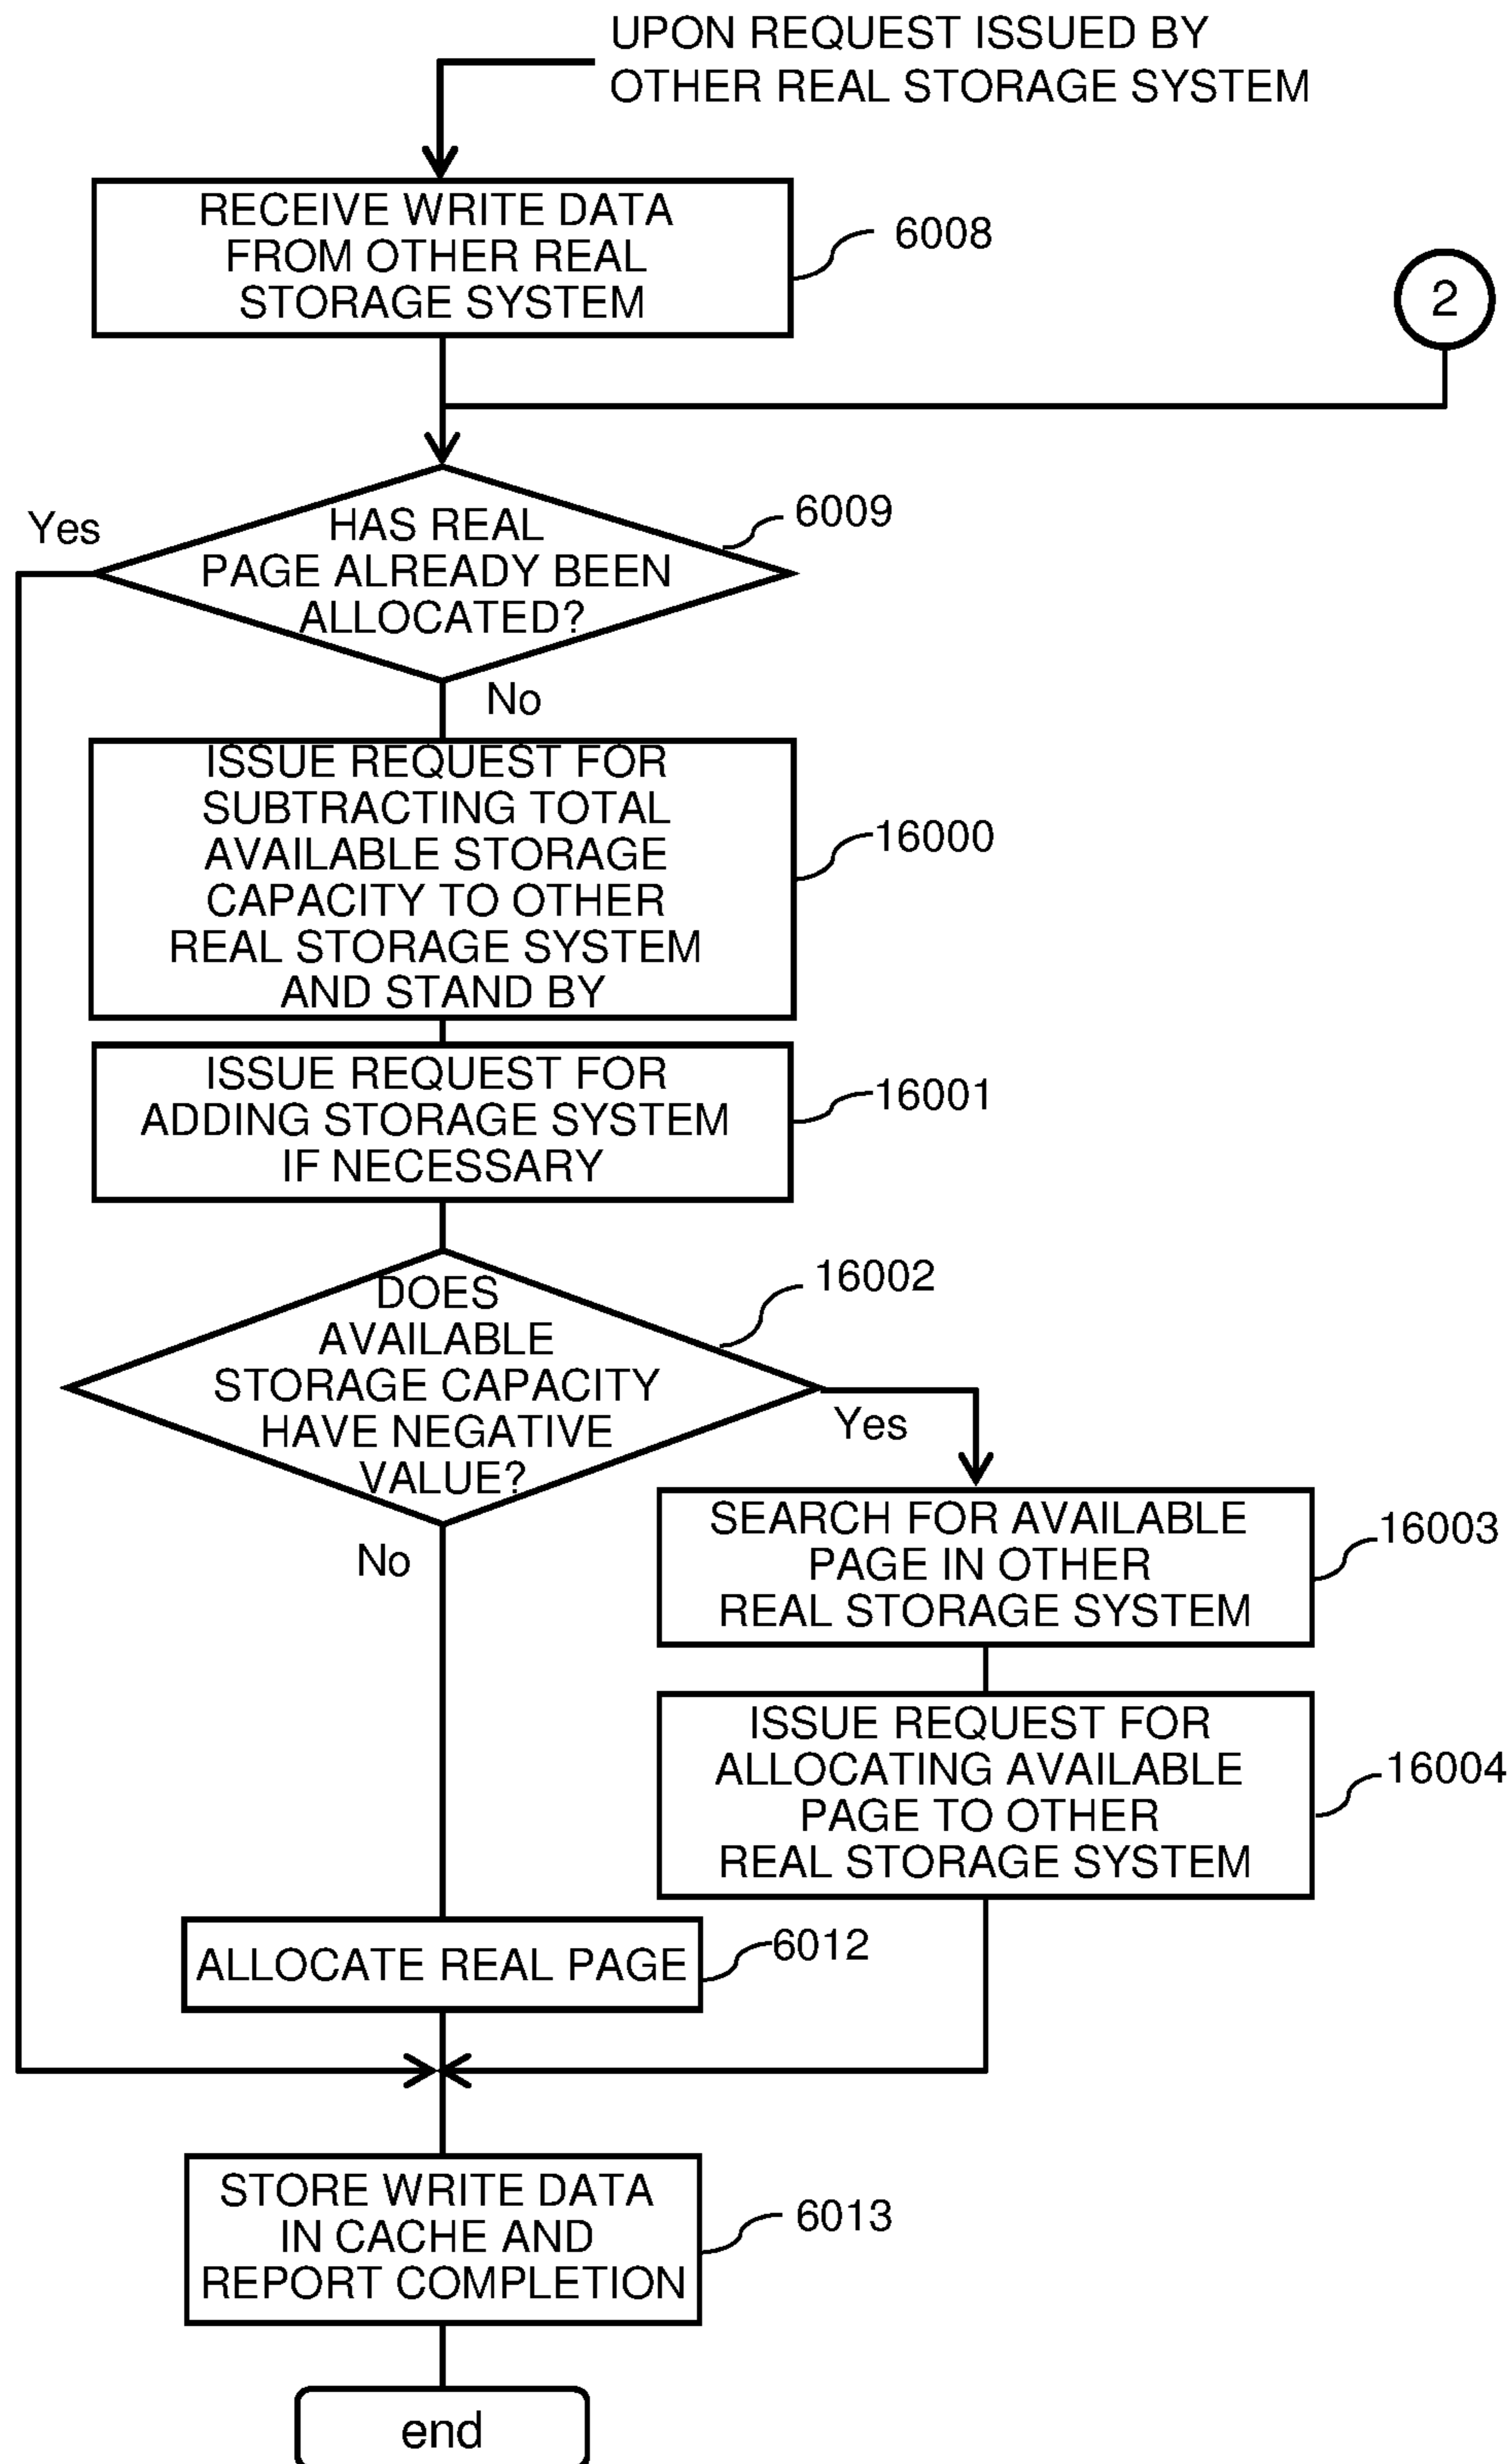 UPON REQUEST ISSUED BY
OTHER REAL STORAGE SYSTEM
RECEIVE WRITE DATA
FROM OTHER REAL
STORAGE SYSTEM
6008
2
HAS REAL
PAGE ALREADY BEEN
ALLOCATED?
6009
Yes
No
ISSUE REQUEST FOR
SUBTRACTING TOTAL
AVAILABLE STORAGE
CAPACITY TO OTHER
REAL STORAGE SYSTEM
AND STAND BY
16000
ISSUE REQUEST FOR
ADDING STORAGE SYSTEM
IF NECESSARY
16001
DOES
AVAILABLE
STORAGE CAPACITY
HAVE NEGATIVE
VALUE?
16002
Yes
No
SEARCH FOR AVAILABLE
PAGE IN OTHER
REAL STORAGE SYSTEM
16003
ISSUE REQUEST FOR
ALLOCATING AVAILABLE
PAGE TO OTHER
REAL STORAGE SYSTEM
16004
ALLOCATE REAL PAGE
6012
STORE WRITE DATA
IN CACHE AND
REPORT COMPLETION
6013
end